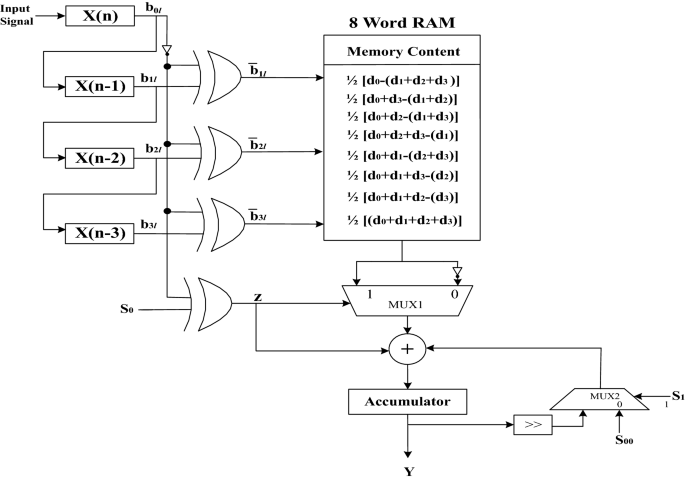 Input
Signal
X(n)
b₀ₗ
8 Word RAM
Memory Content
X(n-1)
b₁ₗ
b̅₁ₗ
½ [d₀-(d₁+d₂+d₃ )]
½ [d₀+d₃-(d₁+d₂)]
½ [d₀+d₂-(d₁+d₃)]
½ [d₀+d₂+d₃-(d₁)]
X(n-2)
b₂ₗ
b̅₂ₗ
½ [d₀+d₁-(d₂+d₃)]
½ [d₀+d₁+d₃-(d₂)]
½ [d₀+d₁+d₂-(d₃)]
½ [(d₀+d₁+d₂+d₃)]
X(n-3)
b₃ₗ
b̅₃ₗ
S₀
z
1
0
MUX1
+
Accumulator
>>
MUX2
0
S₁
1
S₀₀
Y